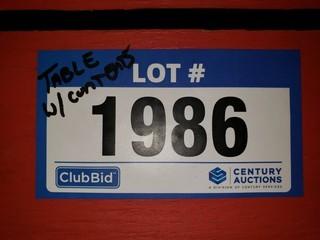 TABLE
W/ CONTENTS
LOT #
1986
ClubBid
CENTURY
AUCTIONS
A DIVISION OF CENTURY SERVICES